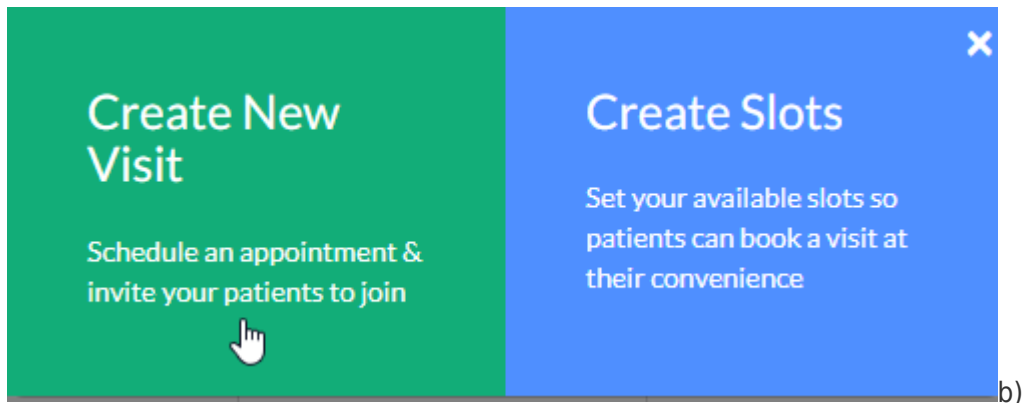 Create New
Visit
Schedule an appointment &
invite your patients to join
Create Slots
Set your available slots so
patients can book a visit at
their convenience
b)